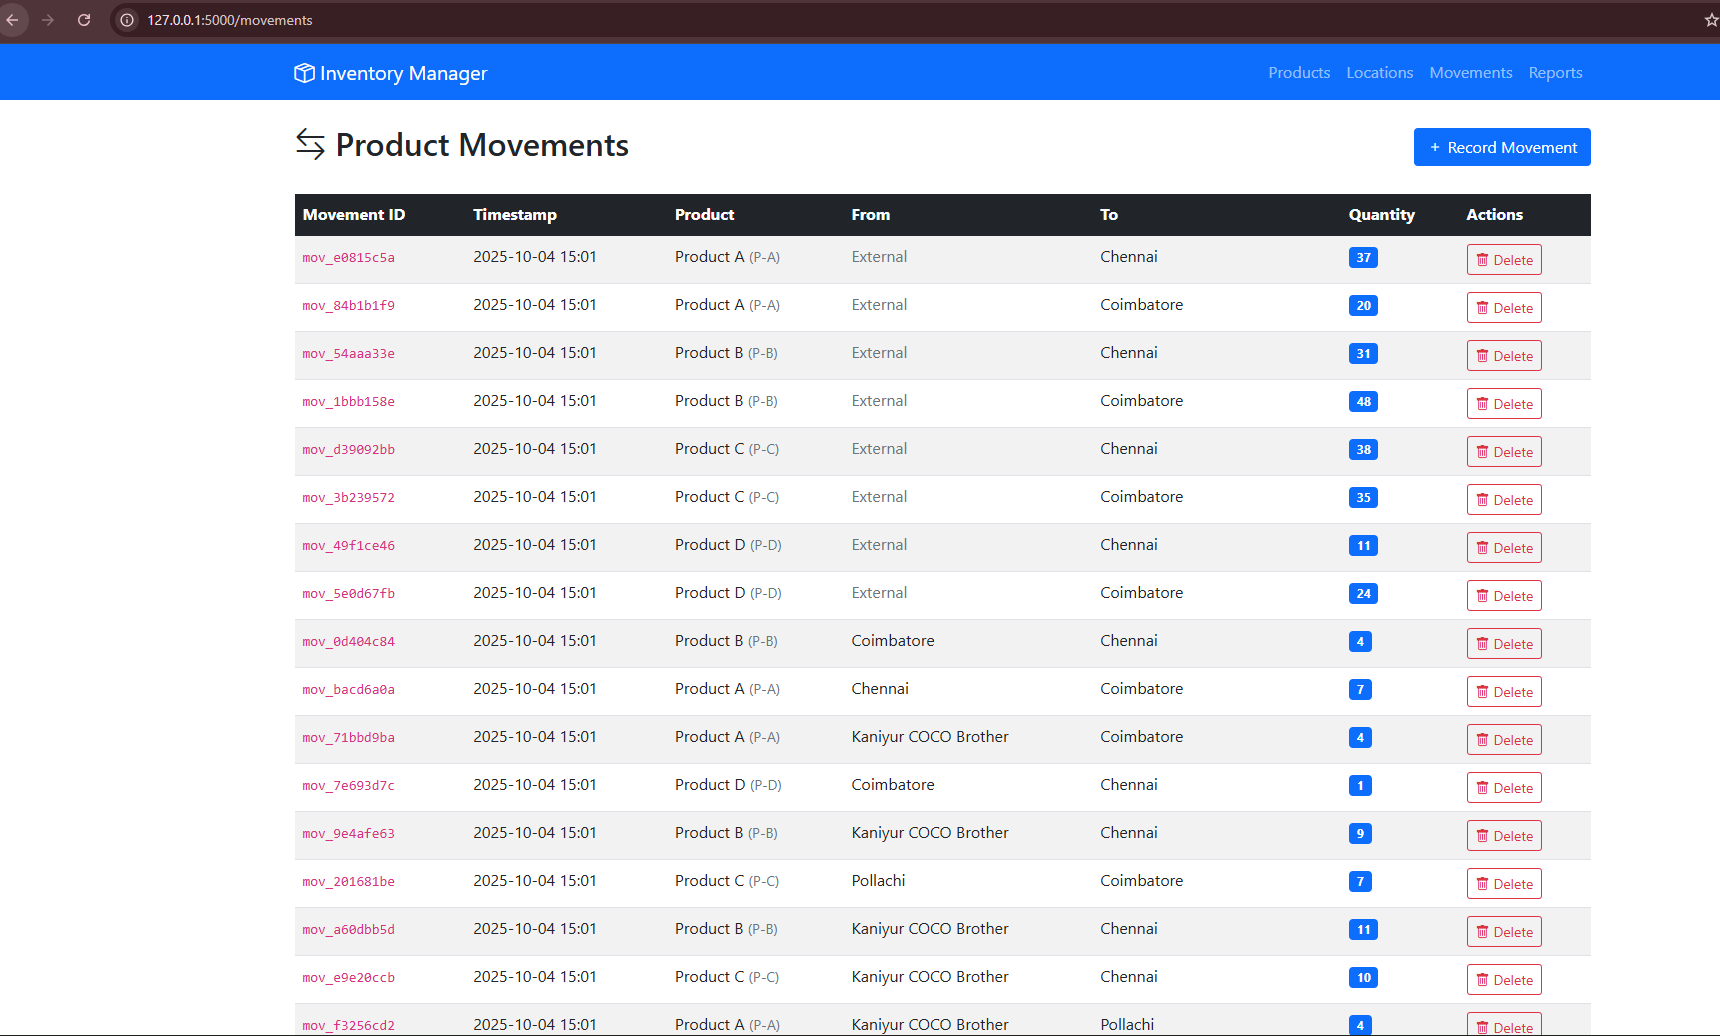 127.0.0.1:5000/movements
Inventory Manager Products Locations Movements Reports
Product Movements + Record Movement
Movement ID Timestamp Product From To Quantity Actions
mov_e0815c5a 2025-10-04 15:01 Product A (P-A) External Chennai 37 Delete
mov_84b1b1f9 2025-10-04 15:01 Product A (P-A) External Coimbatore 20 Delete
mov_54aaa33e 2025-10-04 15:01 Product B (P-B) External Chennai 31 Delete
mov_1bbb158e 2025-10-04 15:01 Product B (P-B) External Coimbatore 48 Delete
mov_d39092bb 2025-10-04 15:01 Product C (P-C) External Chennai 38 Delete
mov_3b239572 2025-10-04 15:01 Product C (P-C) External Coimbatore 35 Delete
mov_49f1ce46 2025-10-04 15:01 Product D (P-D) External Chennai 11 Delete
mov_5e0d67fb 2025-10-04 15:01 Product D (P-D) External Coimbatore 24 Delete
mov_0d404c84 2025-10-04 15:01 Product B (P-B) Coimbatore Chennai 4 Delete
mov_bacd6a0a 2025-10-04 15:01 Product A (P-A) Chennai Coimbatore 7 Delete
mov_71bbd9ba 2025-10-04 15:01 Product A (P-A) Kaniyur COCO Brother Coimbatore 4 Delete
mov_7e693d7c 2025-10-04 15:01 Product D (P-D) Coimbatore Chennai 1 Delete
mov_9e4afe63 2025-10-04 15:01 Product B (P-B) Kaniyur COCO Brother Chennai 9 Delete
mov_201681be 2025-10-04 15:01 Product C (P-C) Pollachi Coimbatore 7 Delete
mov_a60dbb5d 2025-10-04 15:01 Product B (P-B) Kaniyur COCO Brother Chennai 11 Delete
mov_e9e20ccb 2025-10-04 15:01 Product C (P-C) Kaniyur COCO Brother Chennai 10 Delete
mov_f3256cd2 2025-10-04 15:01 Product A (P-A) Kaniyur COCO Brother Pollachi 4 Delete